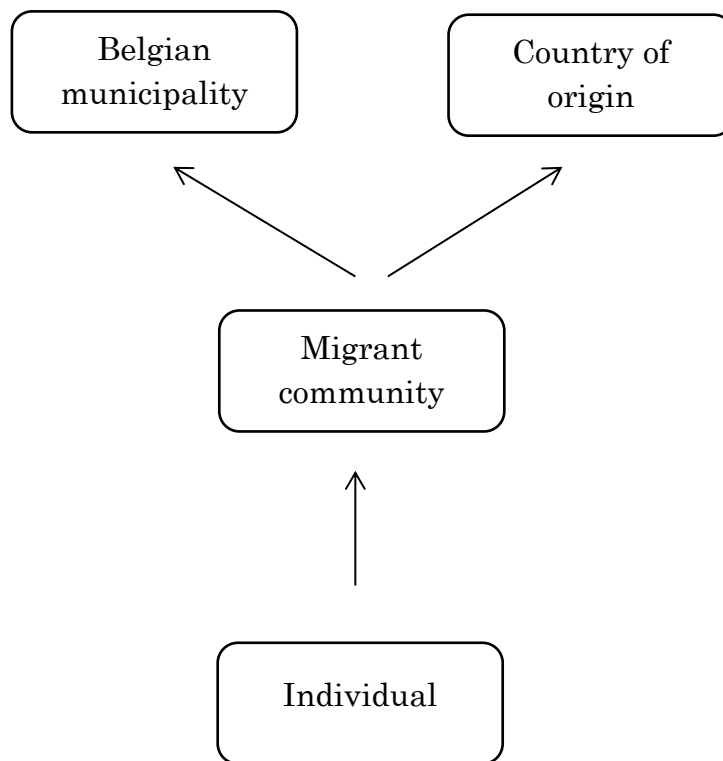 Belgian
municipality
Country of
origin
Migrant
community
Individual